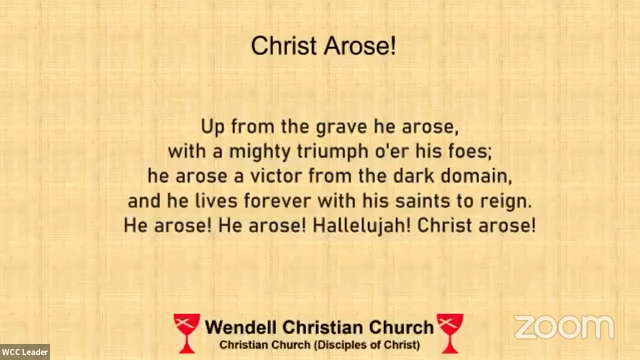 Christ Arose!
Up from the grave he arose,
with a mighty triumph o'er his foes;
he arose a victor from the dark domain,
and he lives forever with his saints to reign.
He arose! He arose! Hallelujah! Christ arose!
Wendell Christian Church
Christian Church (Disciples of Christ)
zoom
WCC Leader